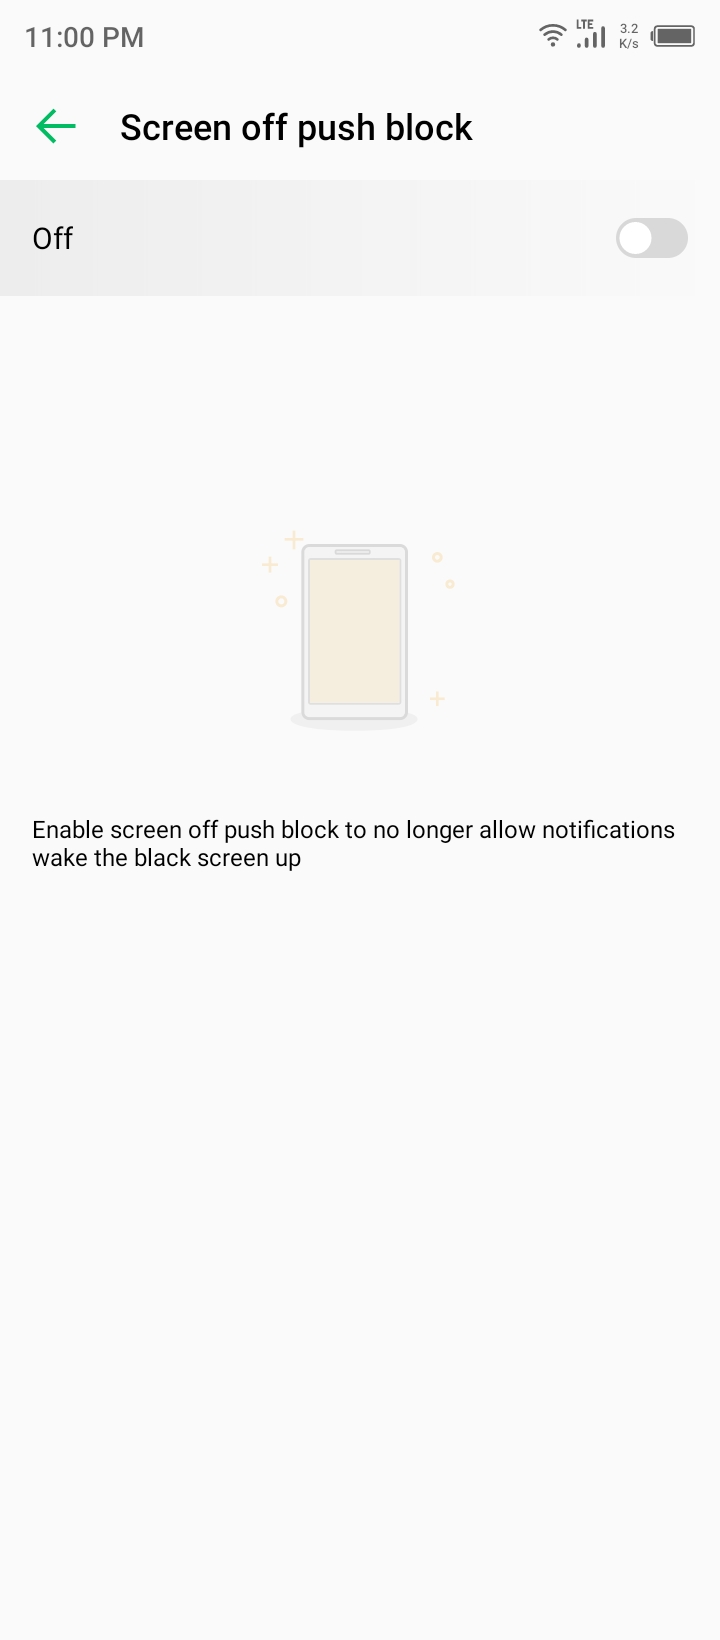 11:00 PM
LTE
3.2
K/s
Screen off push block
Off
Enable screen off push block to no longer allow notifications
wake the black screen up